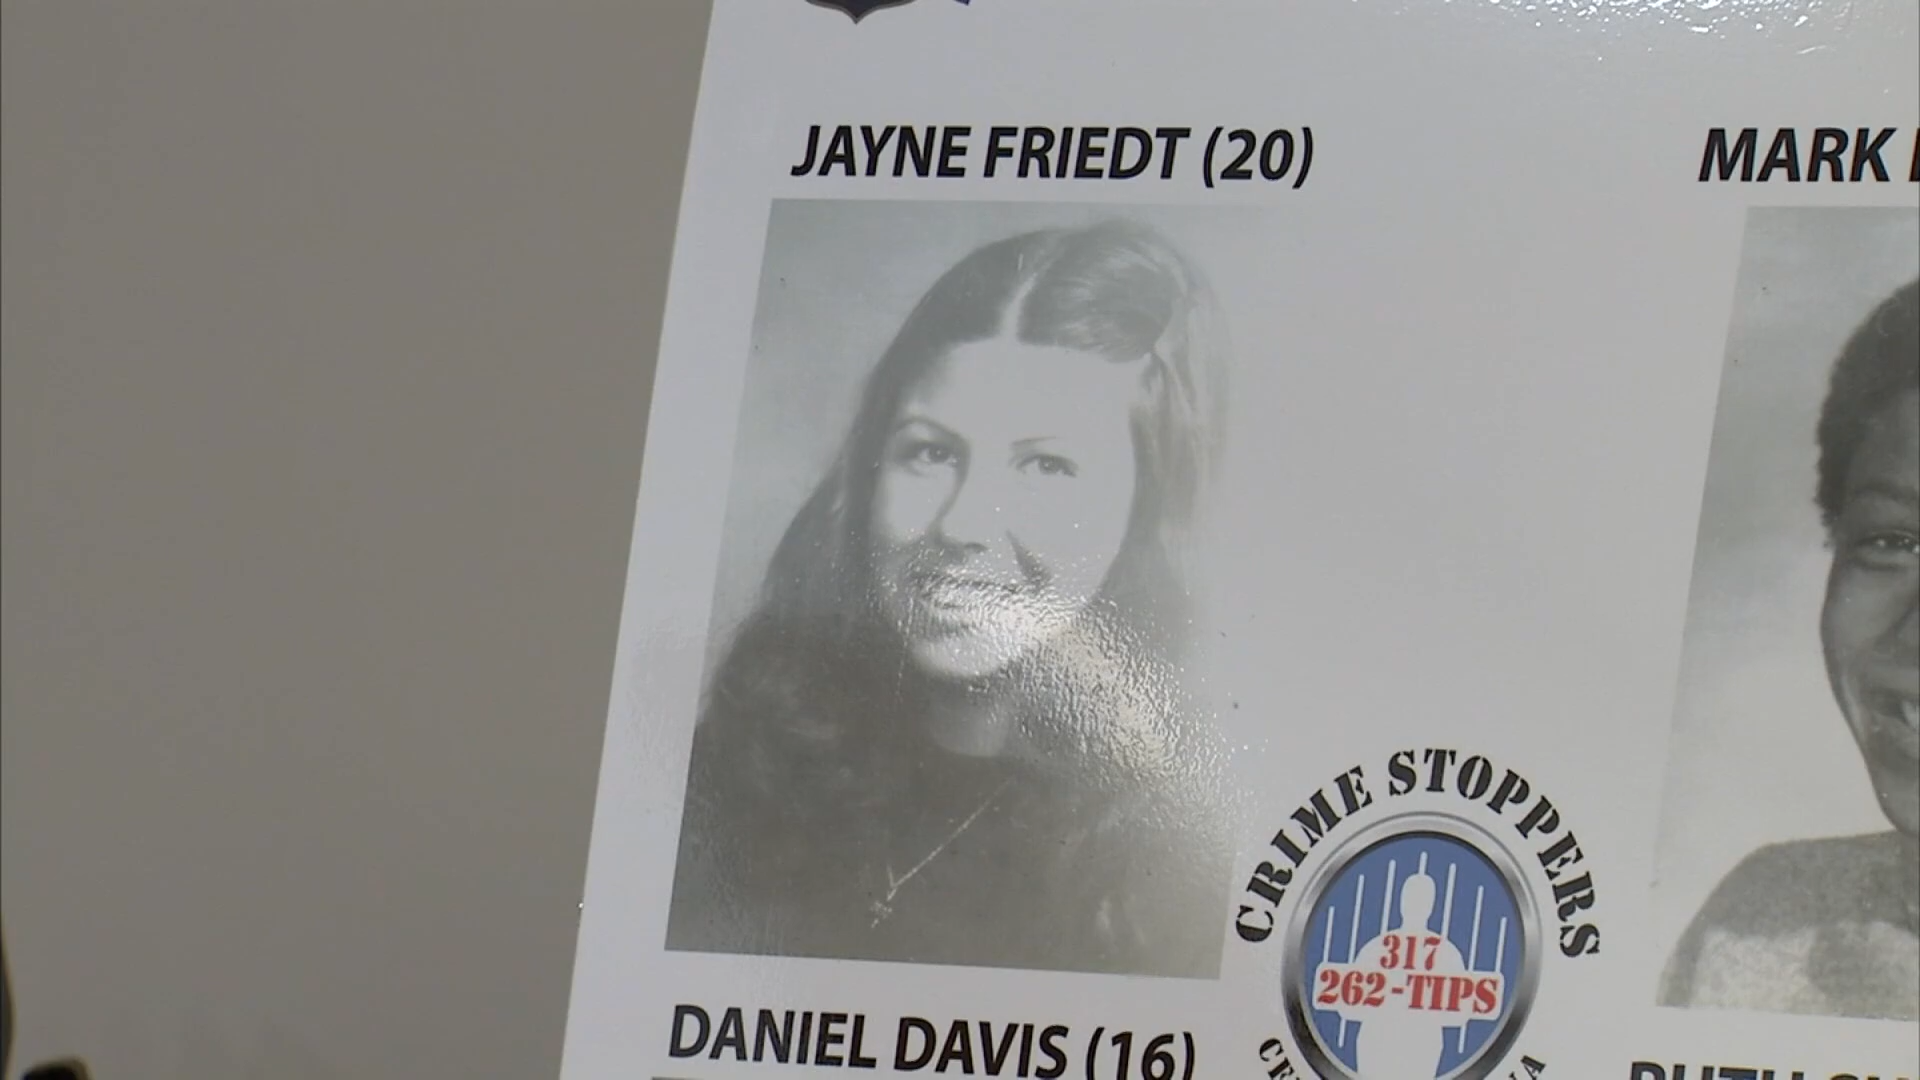 JAYNE FRIEDT (20)
MARK
CRIME STOPPERS
317
262-TIPS
DANIEL DAVIS (16)